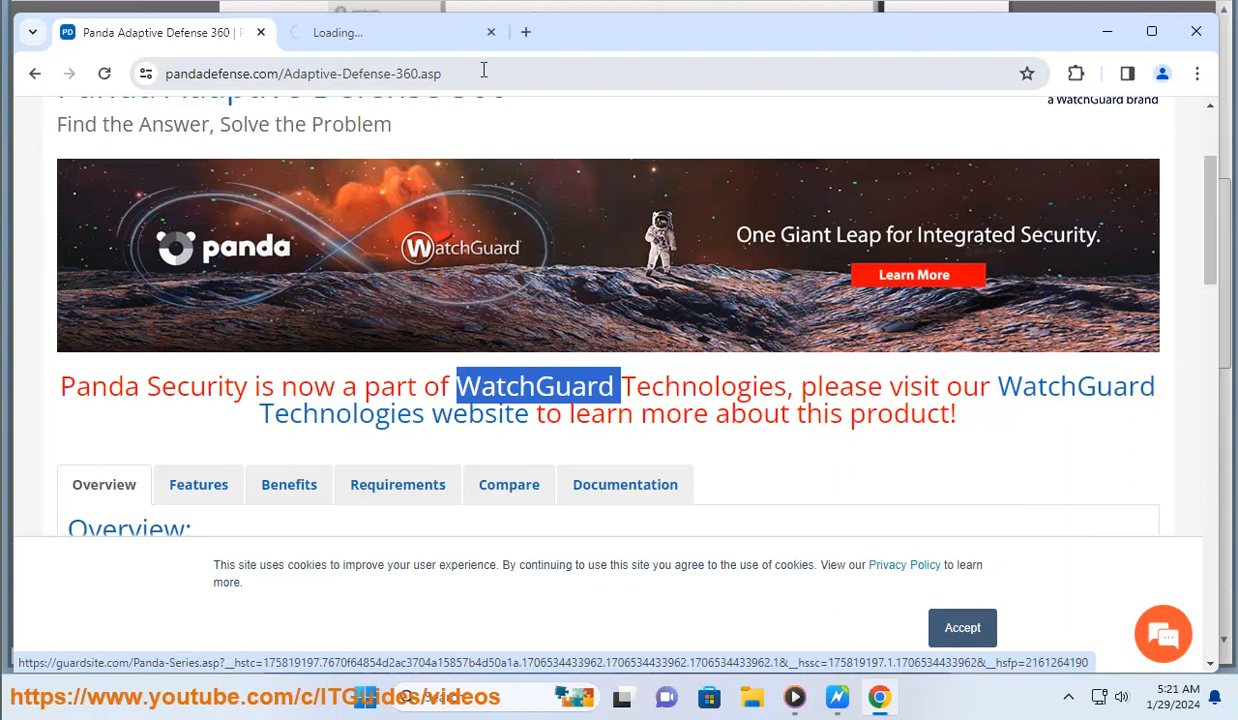 Panda Adaptive Defense 360 |
Loading...
pandadefense.com/Adaptive-Defense-360.asp
Panda Adaptive Defense 360
a WatchGuard brand
Find the Answer, Solve the Problem
panda
WatchGuard
One Giant Leap for Integrated Security.
Learn More
Panda Security is now a part of WatchGuard Technologies, please visit our WatchGuard
Technologies website to learn more about this product!
Overview
Features
Benefits
Requirements
Compare
Documentation
Overview:
This site uses cookies to improve your user experience. By continuing to use this site you agree to the use of cookies. View our Privacy Policy to learn
more.
Accept
https://guardsite.com/Panda-Series.asp?__hstc=175819197.7670f64854d2ac3704a15857b4d50a1a.1706534433962.1706534433962.1706534433962.1&__hssc=175819197.1.1706534433962&__hsfp=2161264190
https://www.youtube.com/c/ITGuides/videos
5:21 AM
1/29/2024